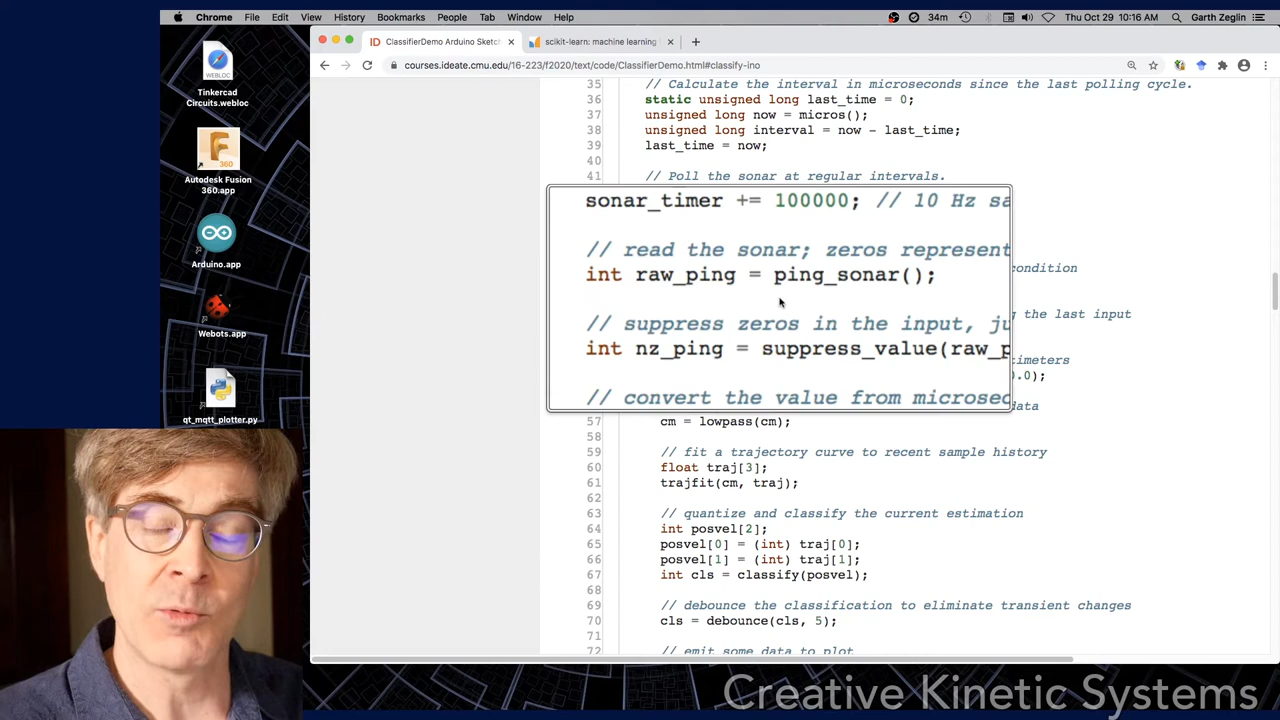 Chrome File Edit View History Bookmarks People Tab Window Help 34m Thu Oct 29 10:16 AM Garth Zeglin
ClassifierDemo Arduino Sketch
scikit-learn: machine learning
courses.ideate.cmu.edu/16-223/f2020/text/code/ClassifierDemo.html#classify-ino
Tinkercad
Circuits.webloc
WEBLOC
Autodesk Fusion
360.app
360
Arduino.app
Webots.app
qt_mqtt_plotter.py
35 // Calculate the interval in microseconds since the last polling cycle.
36 static unsigned long last_time = 0;
37 unsigned long now = micros();
38 unsigned long interval = now - last_time;
39 last_time = now;
40
41 // Poll the sonar at regular intervals.
sonar_timer += 100000; // 10 Hz sa
// read the sonar; zeros represent
condition
int raw_ping = ping_sonar();
// suppress zeros in the input, ju
the last input
int nz_ping = suppress_value(raw_p
// convert the value from microsec
.0);
57 cm = lowpass(cm);
58
59 // fit a trajectory curve to recent sample history
60 float traj[3];
61 trajfit(cm, traj);
62
63 // quantize and classify the current estimation
64 int posvel[2];
65 posvel[0] = (int) traj[0];
66 posvel[1] = (int) traj[1];
67 int cls = classify(posvel);
68
69 // debounce the classification to eliminate transient changes
70 cls = debounce(cls, 5);
71
72 // emit some data to plot
Creative Kinetic Systems